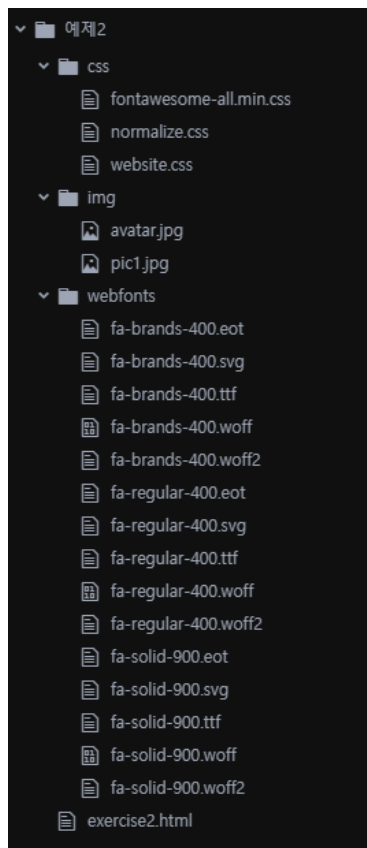 예제2
css
fontawesome-all.min.css
normalize.css
website.css
img
avatar.jpg
pic1.jpg
webfonts
fa-brands-400.eot
fa-brands-400.svg
fa-brands-400.ttf
fa-brands-400.woff
fa-brands-400.woff2
fa-regular-400.eot
fa-regular-400.svg
fa-regular-400.ttf
fa-regular-400.woff
fa-regular-400.woff2
fa-solid-900.eot
fa-solid-900.svg
fa-solid-900.ttf
fa-solid-900.woff
fa-solid-900.woff2
exercise2.html